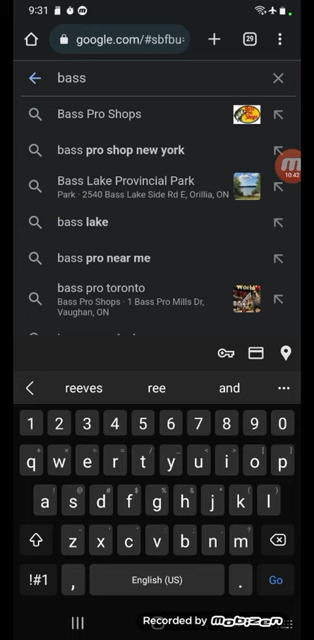 9:31
google.com/#sbfbu
29
bass
Bass Pro Shops
bass pro shop new york
10:42
Bass Lake Provincial Park
Park · 2540 Bass Lake Side Rd E, Orillia, ON
bass lake
bass pro near me
bass pro toronto
Bass Pro Shops · 1 Bass Pro Mills Dr,
Vaughan, ON
reeves ree and
1 2 3 4 5 6 7 8 9 0
q w e r t y u i o p
a s d f g h j k l
z x c v b n m
!#1 , English (US) . Go
Recorded by Mobizen